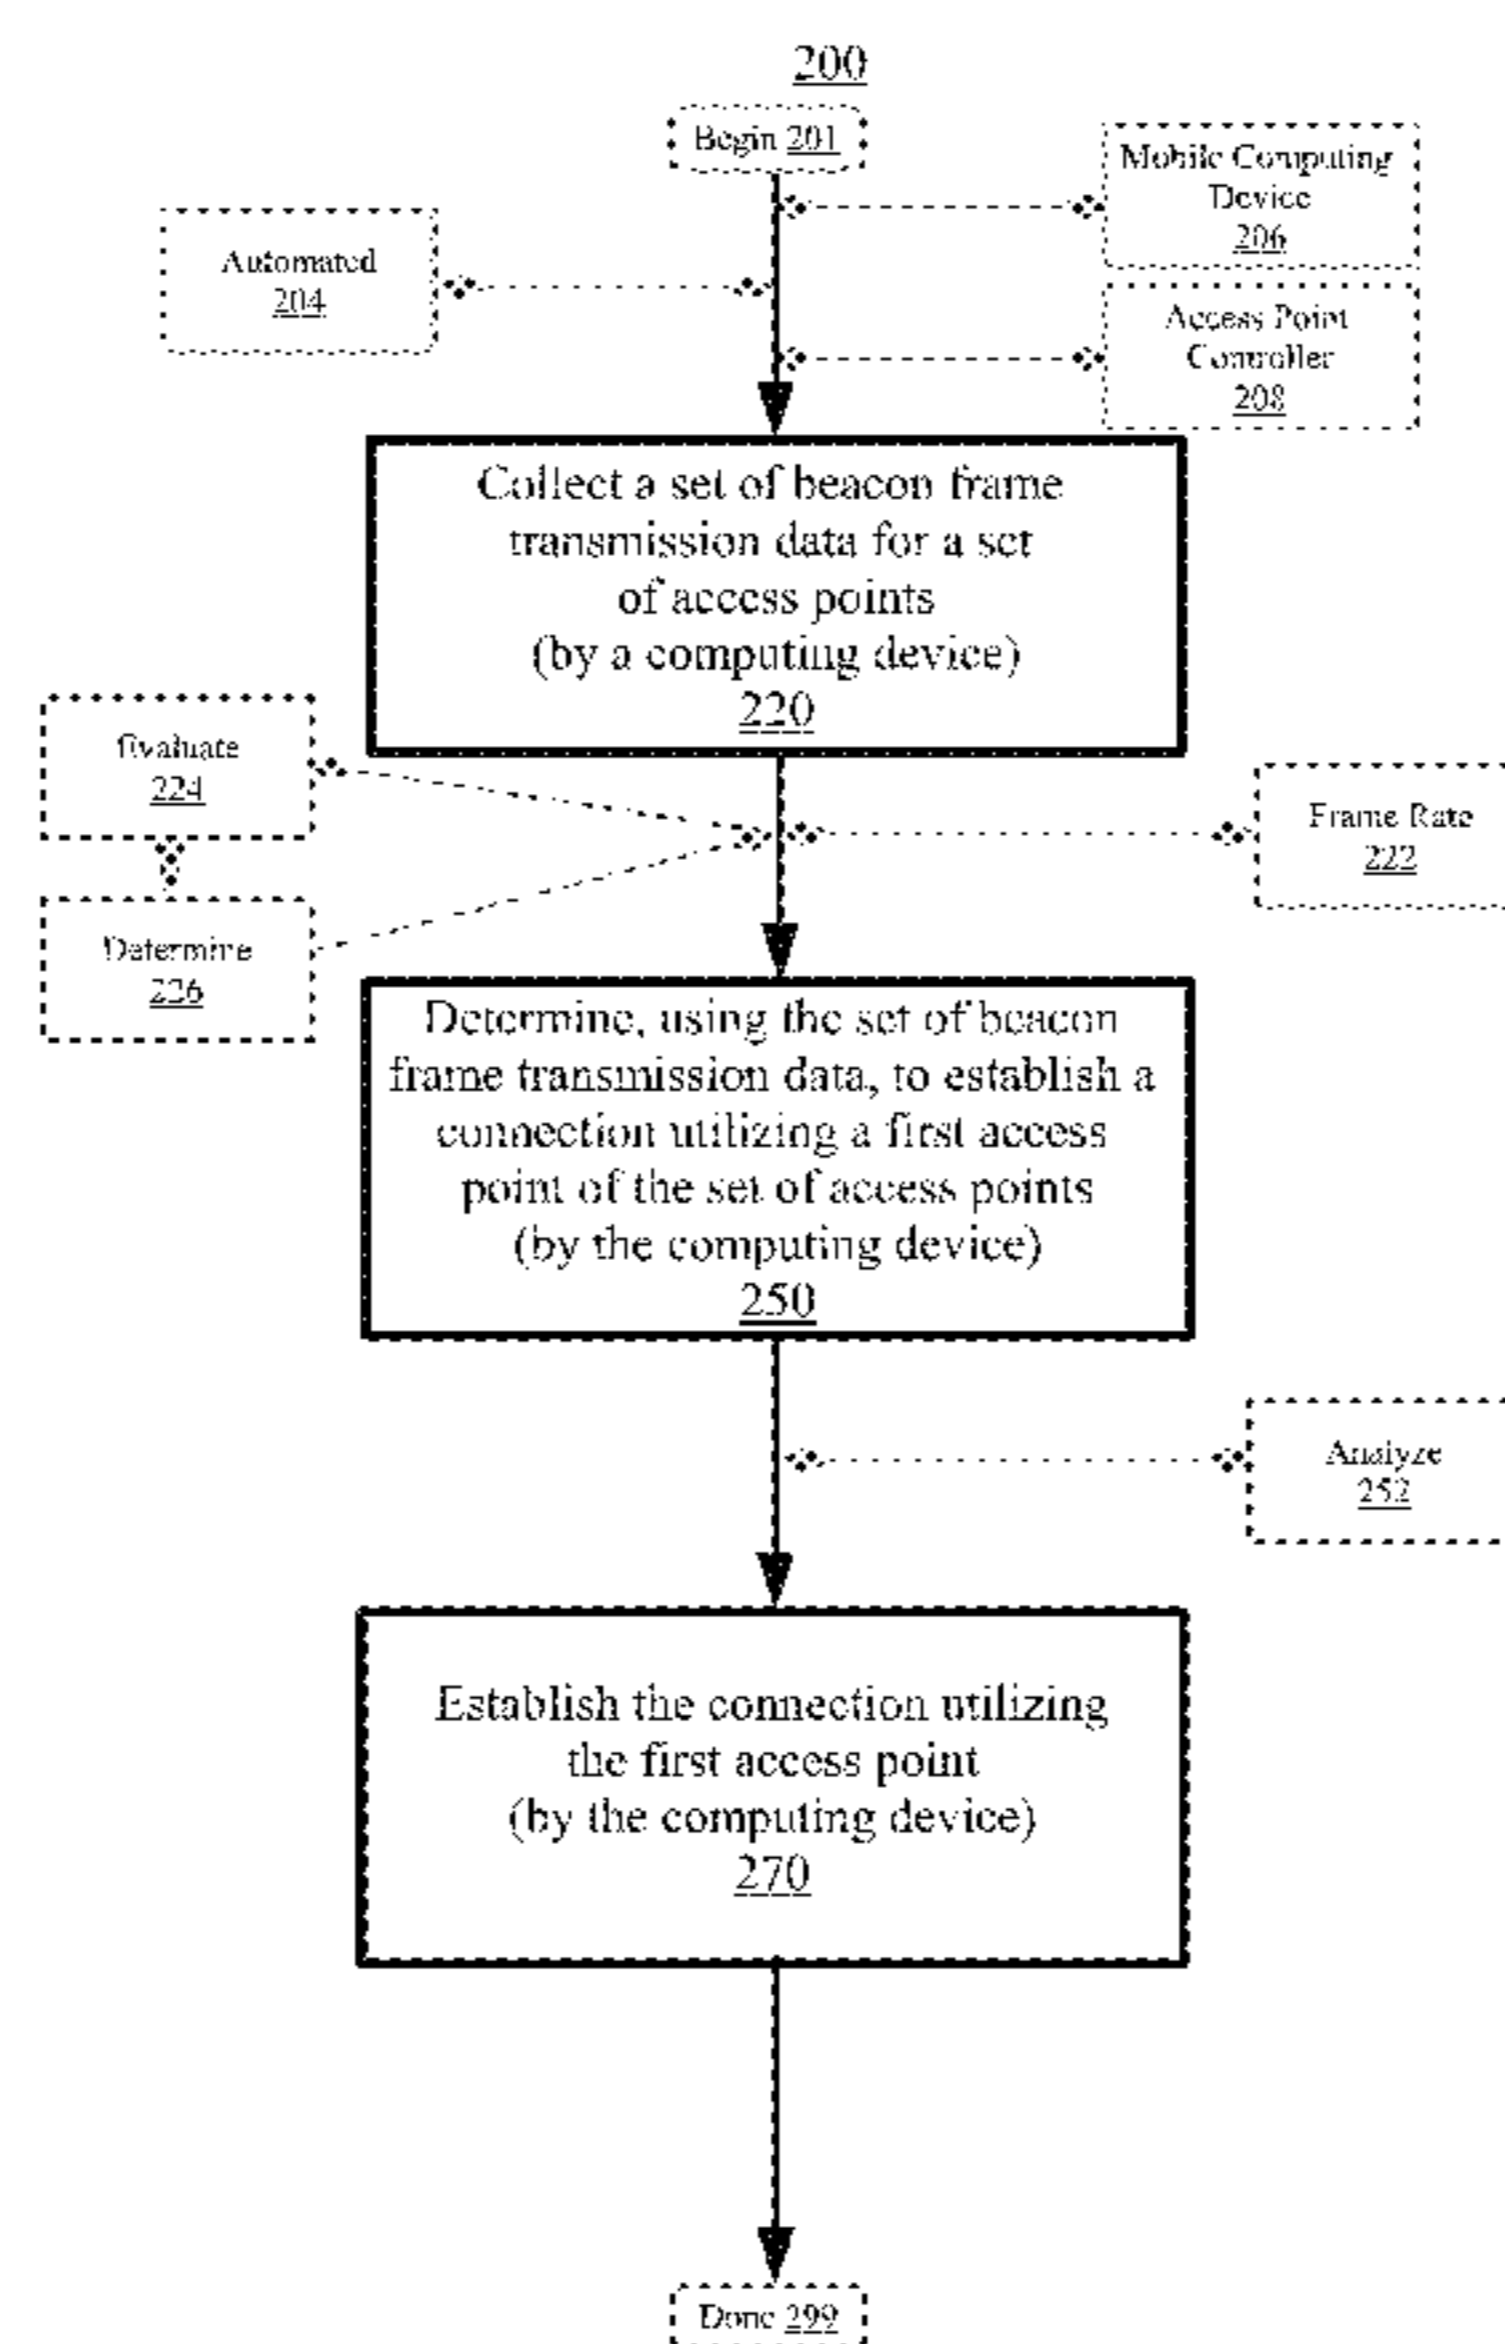 200
Begin 201
Mobile Computing
Device
206
Automated
204
Access Point
Controller
208
Collect a set of beacon frame
transmission data for a set
of access points
(by a computing device)
220
Evaluate
224
Frame Rate
222
Determine
226
Determine, using the set of beacon
frame transmission data, to establish a
connection utilizing a first access
point of the set of access points
(by the computing device)
250
Analyze
252
Establish the connection utilizing
the first access point
(by the computing device)
270
Done 299